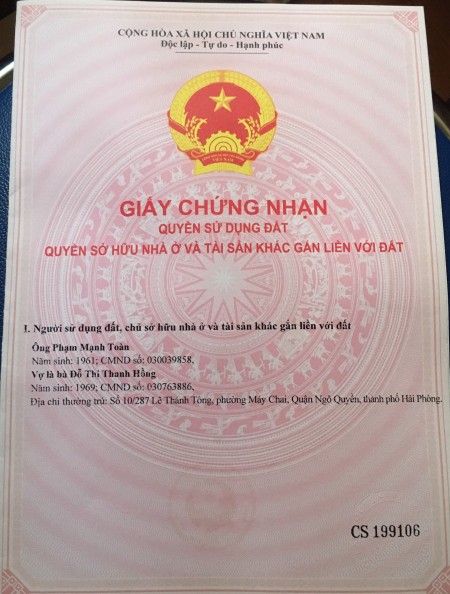 CỘNG HÒA XÃ HỘI CHỦ NGHĨA VIỆT NAM
Độc lập - Tự do - Hạnh phúc
VIỆT NAM
GIẤY CHỨNG NHẬN
QUYỀN SỬ DỤNG ĐẤT
QUYỀN SỞ HỮU NHÀ Ở VÀ TÀI SẢN KHÁC GẮN LIỀN VỚI ĐẤT
I. Người sử dụng đất, chủ sở hữu nhà ở và tài sản khác gắn liền với đất
Ông Phạm Mạnh Toàn
Năm sinh: 1961; CMND số: 030039858,
Vợ là bà Đỗ Thị Thanh Hồng
Năm sinh: 1969; CMND số: 030763886,
Địa chỉ thường trú: Số 10/287 Lê Thánh Tông, phường Máy Chai, Quận Ngô Quyền, thành phố Hải Phòng.
CS 199106